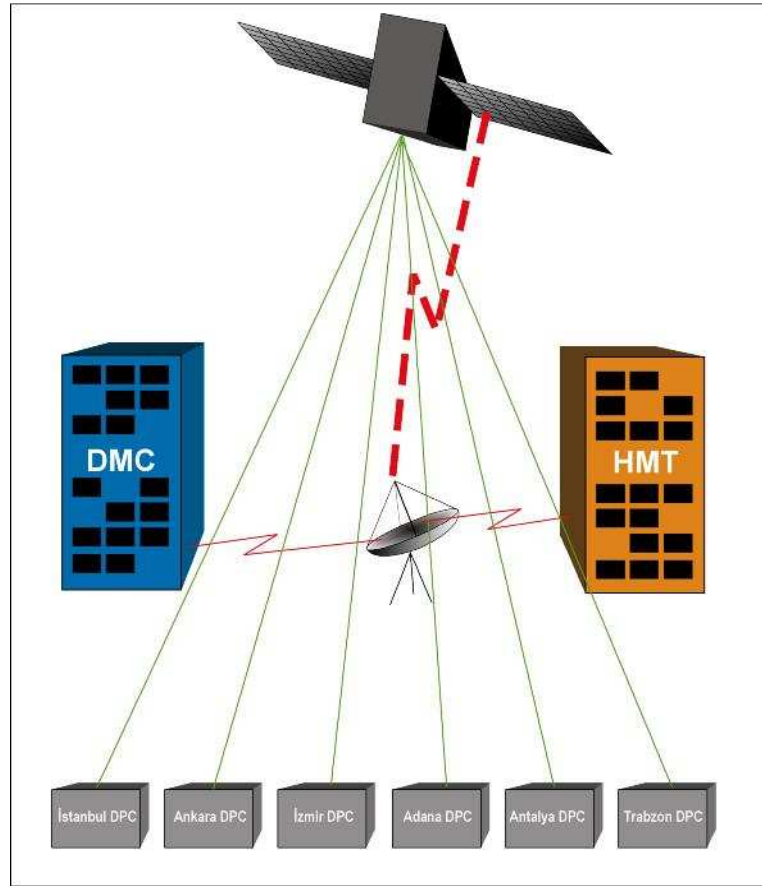 DMC
HMT
İstanbul DPC
Ankara DPC
İzmir DPC
Adana DPC
Antalya DPC
Trabzon DPC